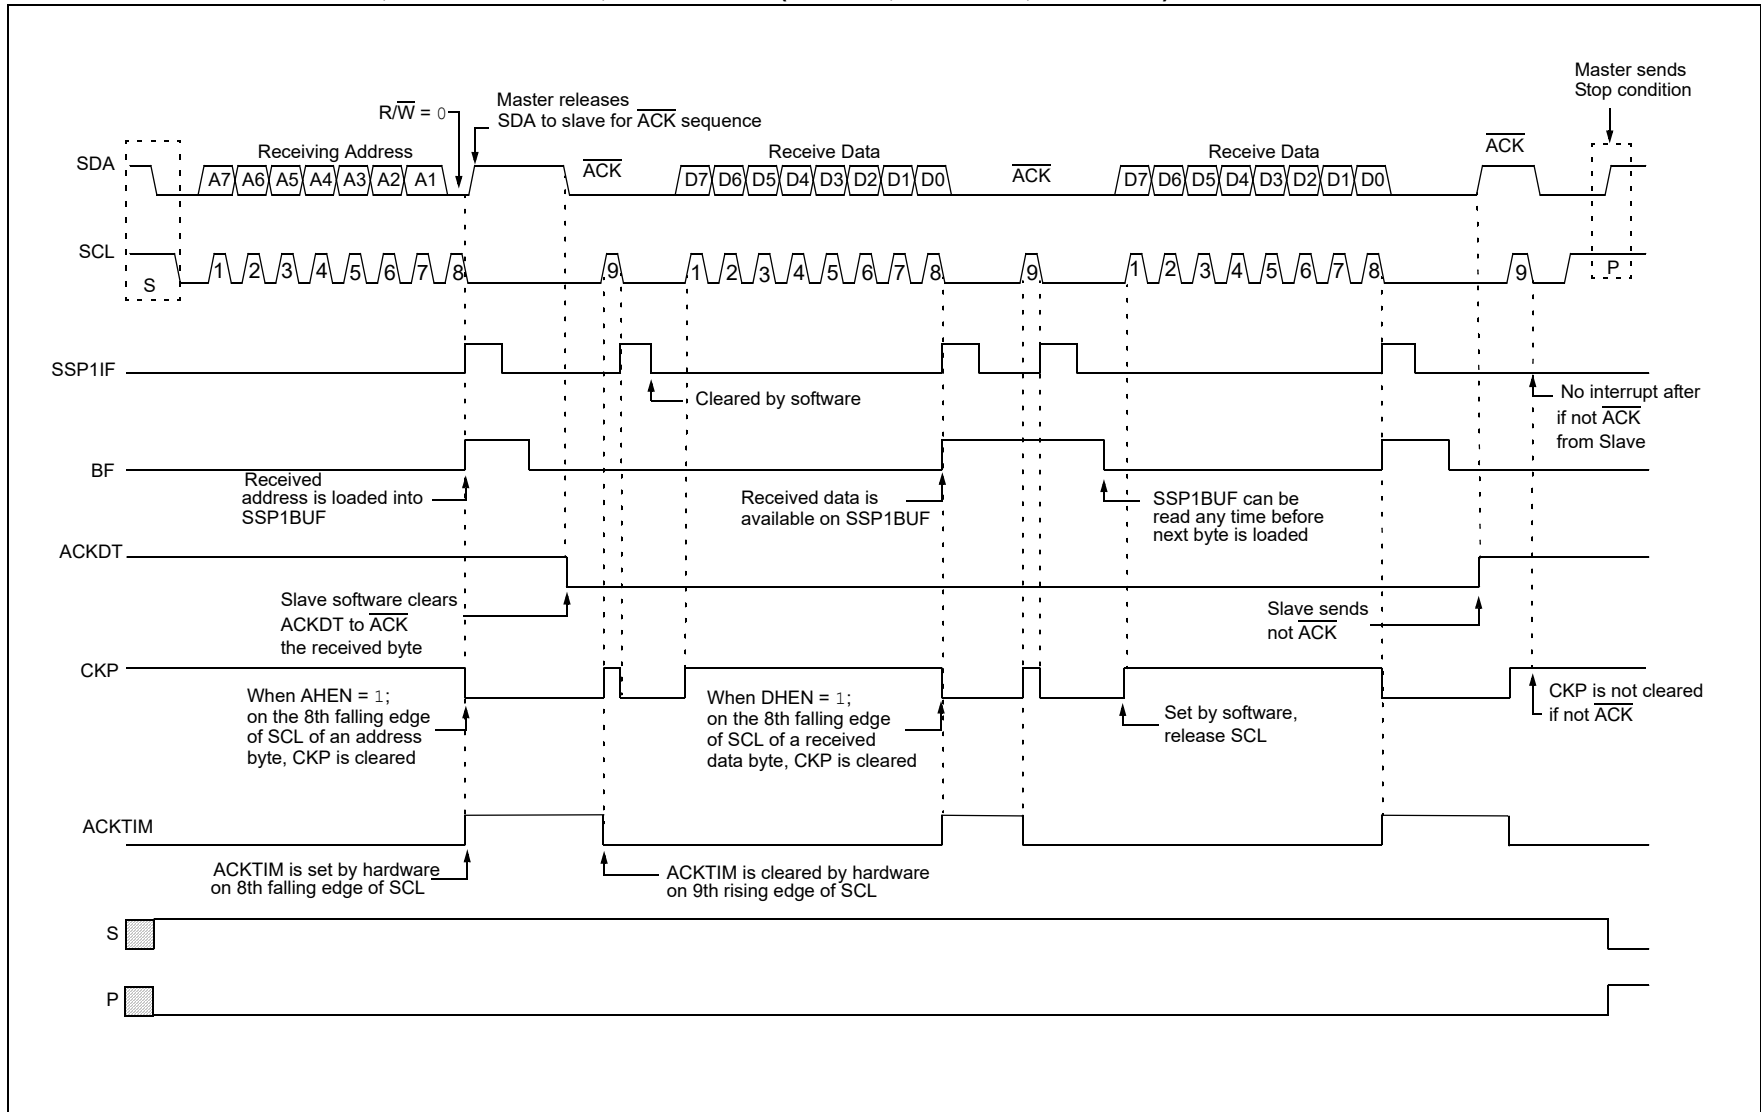 Master sends
Stop condition
Master releases
SDA to slave for ACK sequence
R/W = 0
SDA
Receiving Address
ACK
Receive Data
ACK
Receive Data
ACK
A7 A6 A5 A4 A3 A2 A1
D7 D6 D5 D4 D3 D2 D1 D0
D7 D6 D5 D4 D3 D2 D1 D0
SCL
S
1 2 3 4 5 6 7 8 9
1 2 3 4 5 6 7 8 9
1 2 3 4 5 6 7 8 9
P
SSP1IF
Cleared by software
No interrupt after
if not ACK
from Slave
BF
Received
address is loaded into
SSP1BUF
Received data is
available on SSP1BUF
SSP1BUF can be
read any time before
next byte is loaded
ACKDT
Slave software clears
ACKDT to ACK
the received byte
Slave sends
not ACK
CKP
When AHEN = 1;
on the 8th falling edge
of SCL of an address
byte, CKP is cleared
When DHEN = 1;
on the 8th falling edge
of SCL of a received
data byte, CKP is cleared
Set by software,
release SCL
CKP is not cleared
if not ACK
ACKTIM
ACKTIM is set by hardware
on 8th falling edge of SCL
ACKTIM is cleared by hardware
on 9th rising edge of SCL
S
P